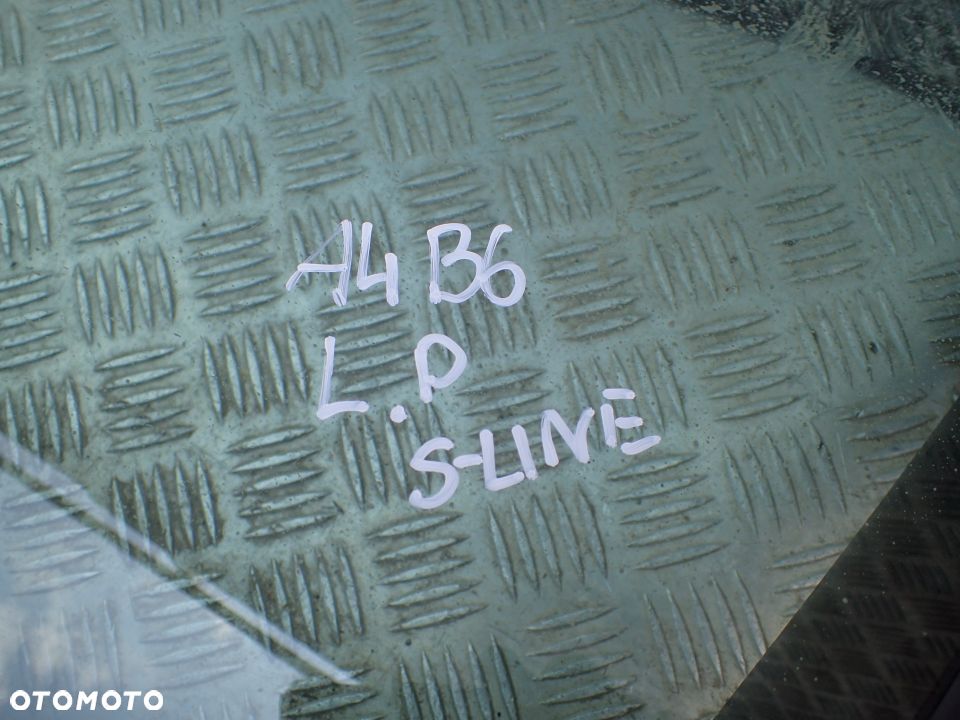 A4 B6
L.P
S-LINE
OTOMOTO